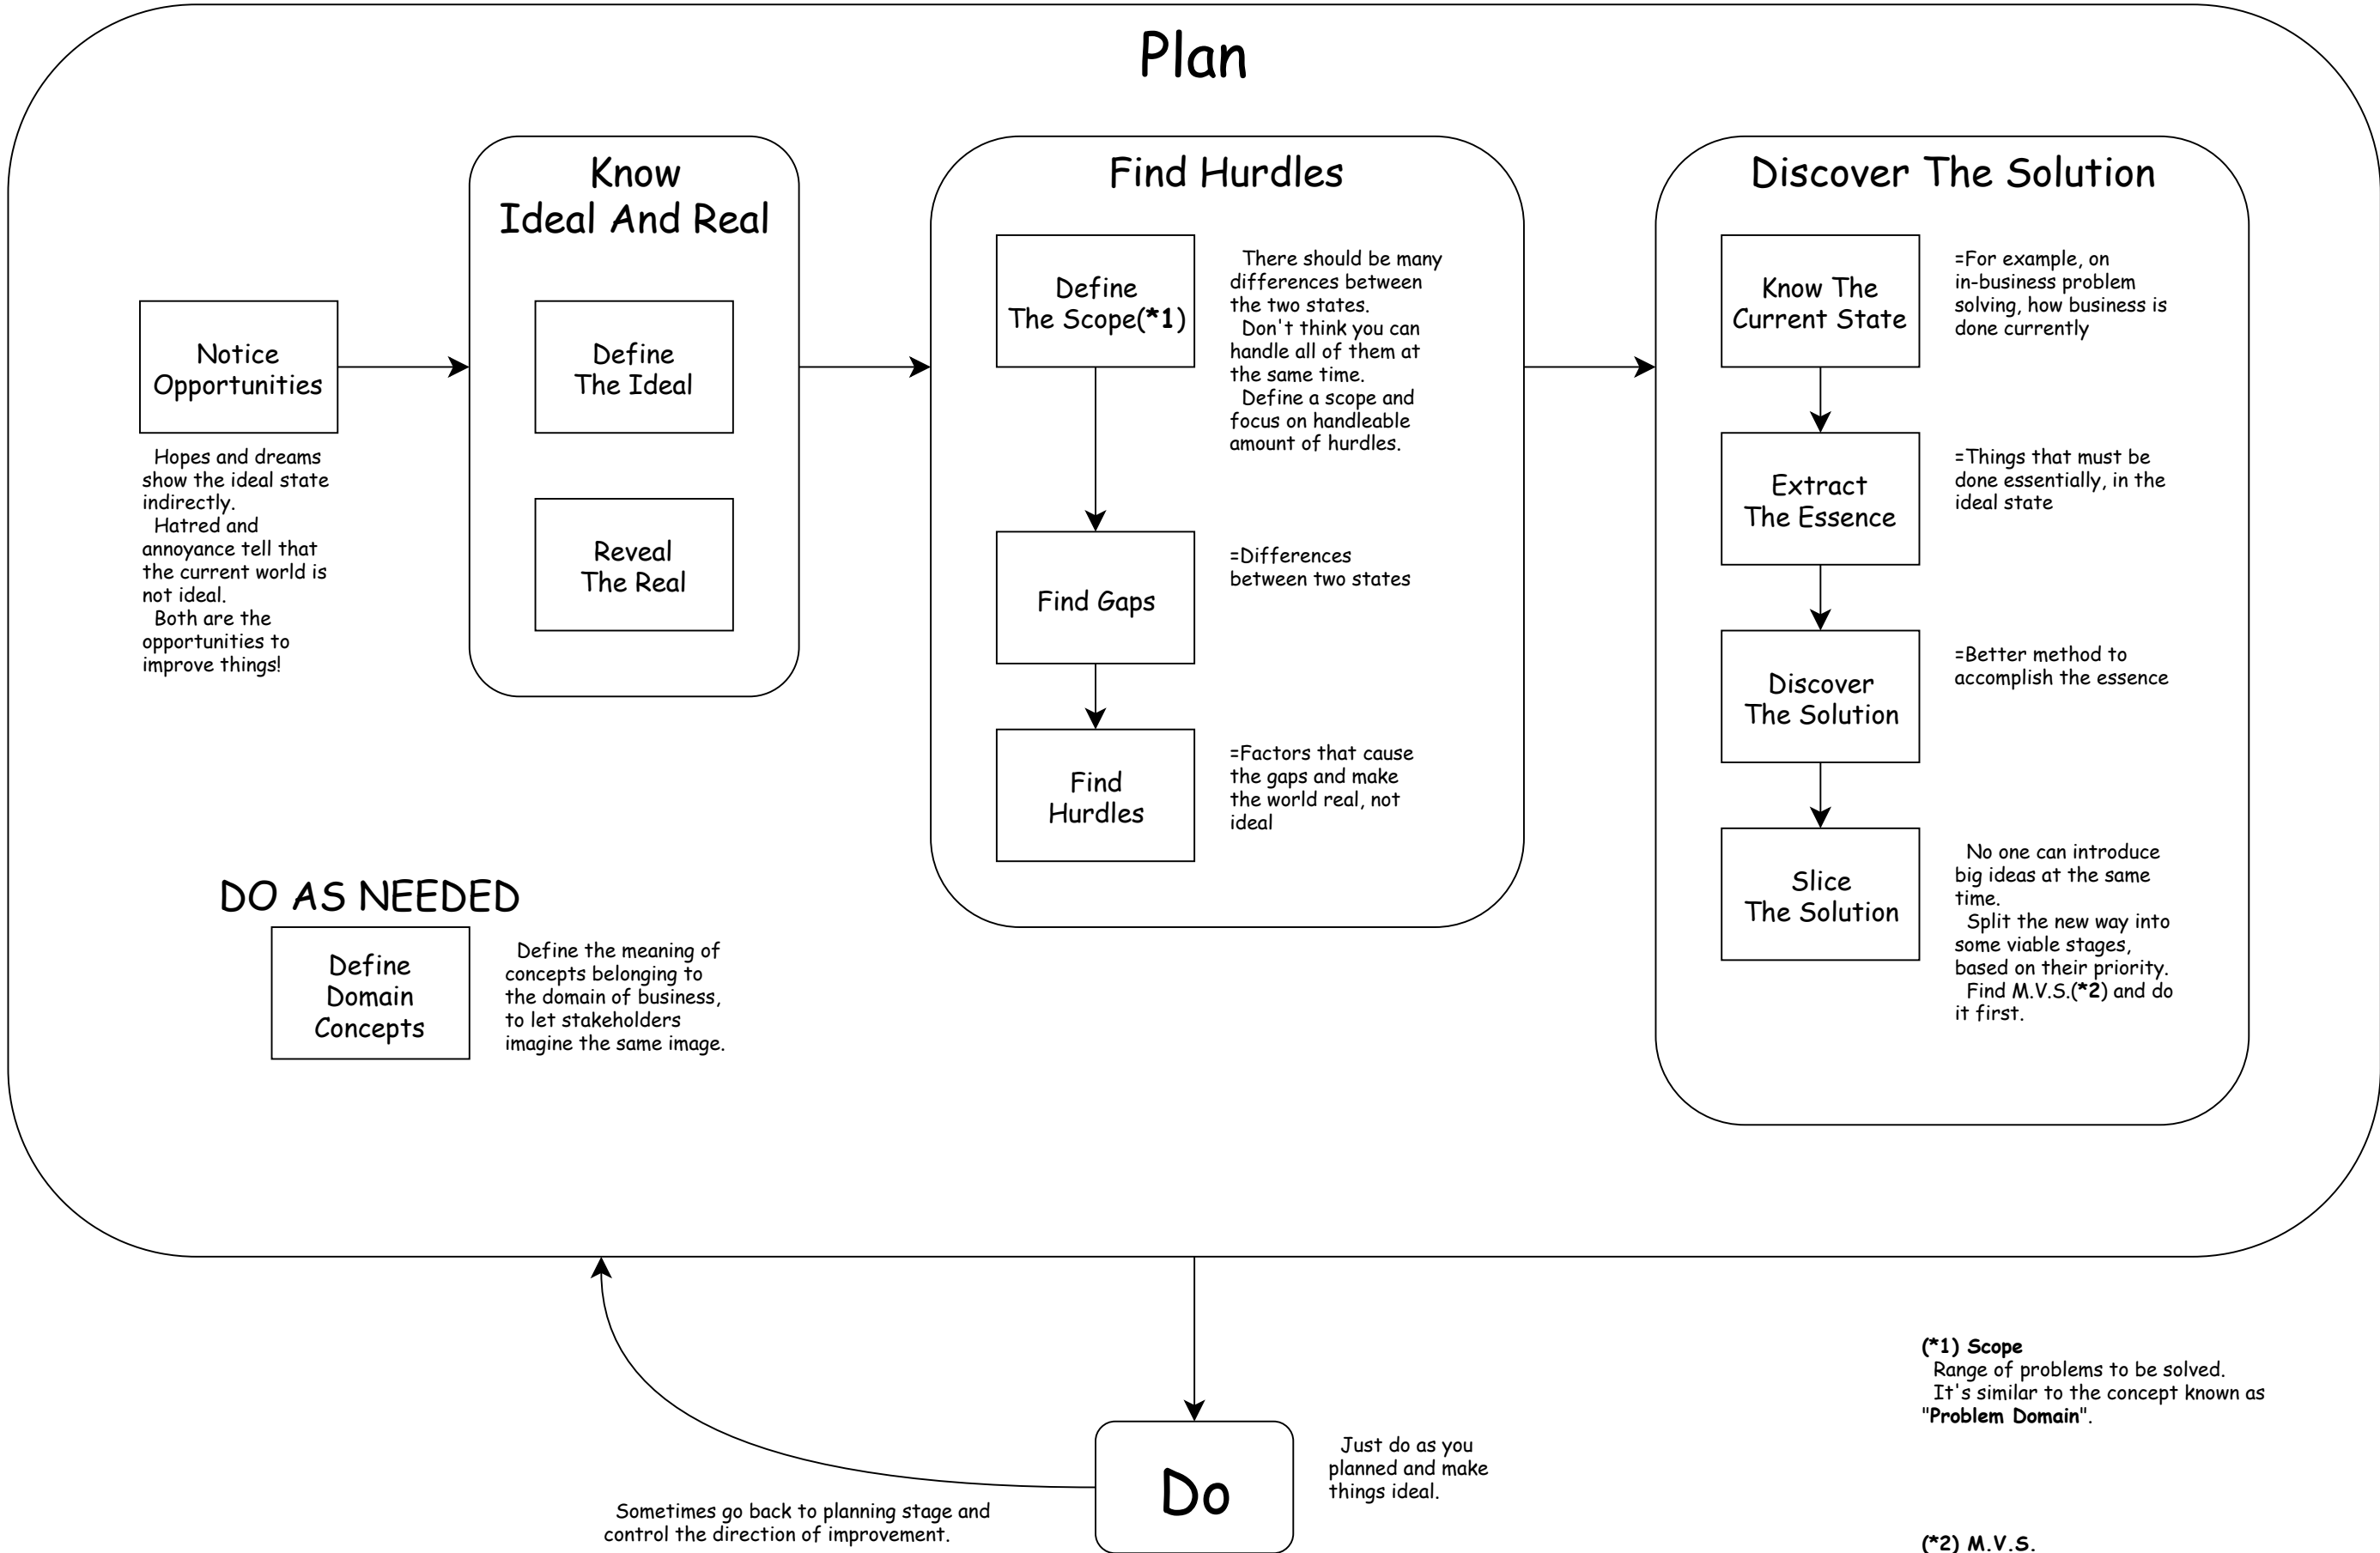 Plan
Know
Ideal And Real
Notice
Opportunities
Hopes and dreams
show the ideal state
indirectly.
Hatred and
annoyance tell that
the current world is
not ideal.
Both are the
opportunities to
improve things!
Define
The Ideal
Reveal
The Real
Find Hurdles
Define
The Scope(*1)
There should be many
differences between
the two states.
Don't think you can
handle all of them at
the same time.
Define a scope and
focus on handleable
amount of hurdles.
Find Gaps
=Differences
between two states
Find
Hurdles
=Factors that cause
the gaps and make
the world real, not
ideal
Discover The Solution
Know The
Current State
=For example, on
in-business problem
solving, how business is
done currently
Extract
The Essence
=Things that must be
done essentially, in the
ideal state
Discover
The Solution
=Better method to
accomplish the essence
Slice
The Solution
No one can introduce
big ideas at the same
time.
Split the new way into
some viable stages,
based on their priority.
Find M.V.S.(*2) and do
it first.
DO AS NEEDED
Define
Domain
Concepts
Define the meaning of
concepts belonging to
the domain of business,
to let stakeholders
imagine the same image.
Do
Just do as you
planned and make
things ideal.
Sometimes go back to planning stage and
control the direction of improvement.
(*1) Scope
Range of problems to be solved.
It's similar to the concept known as
"Problem Domain".
(*2) M.V.S.